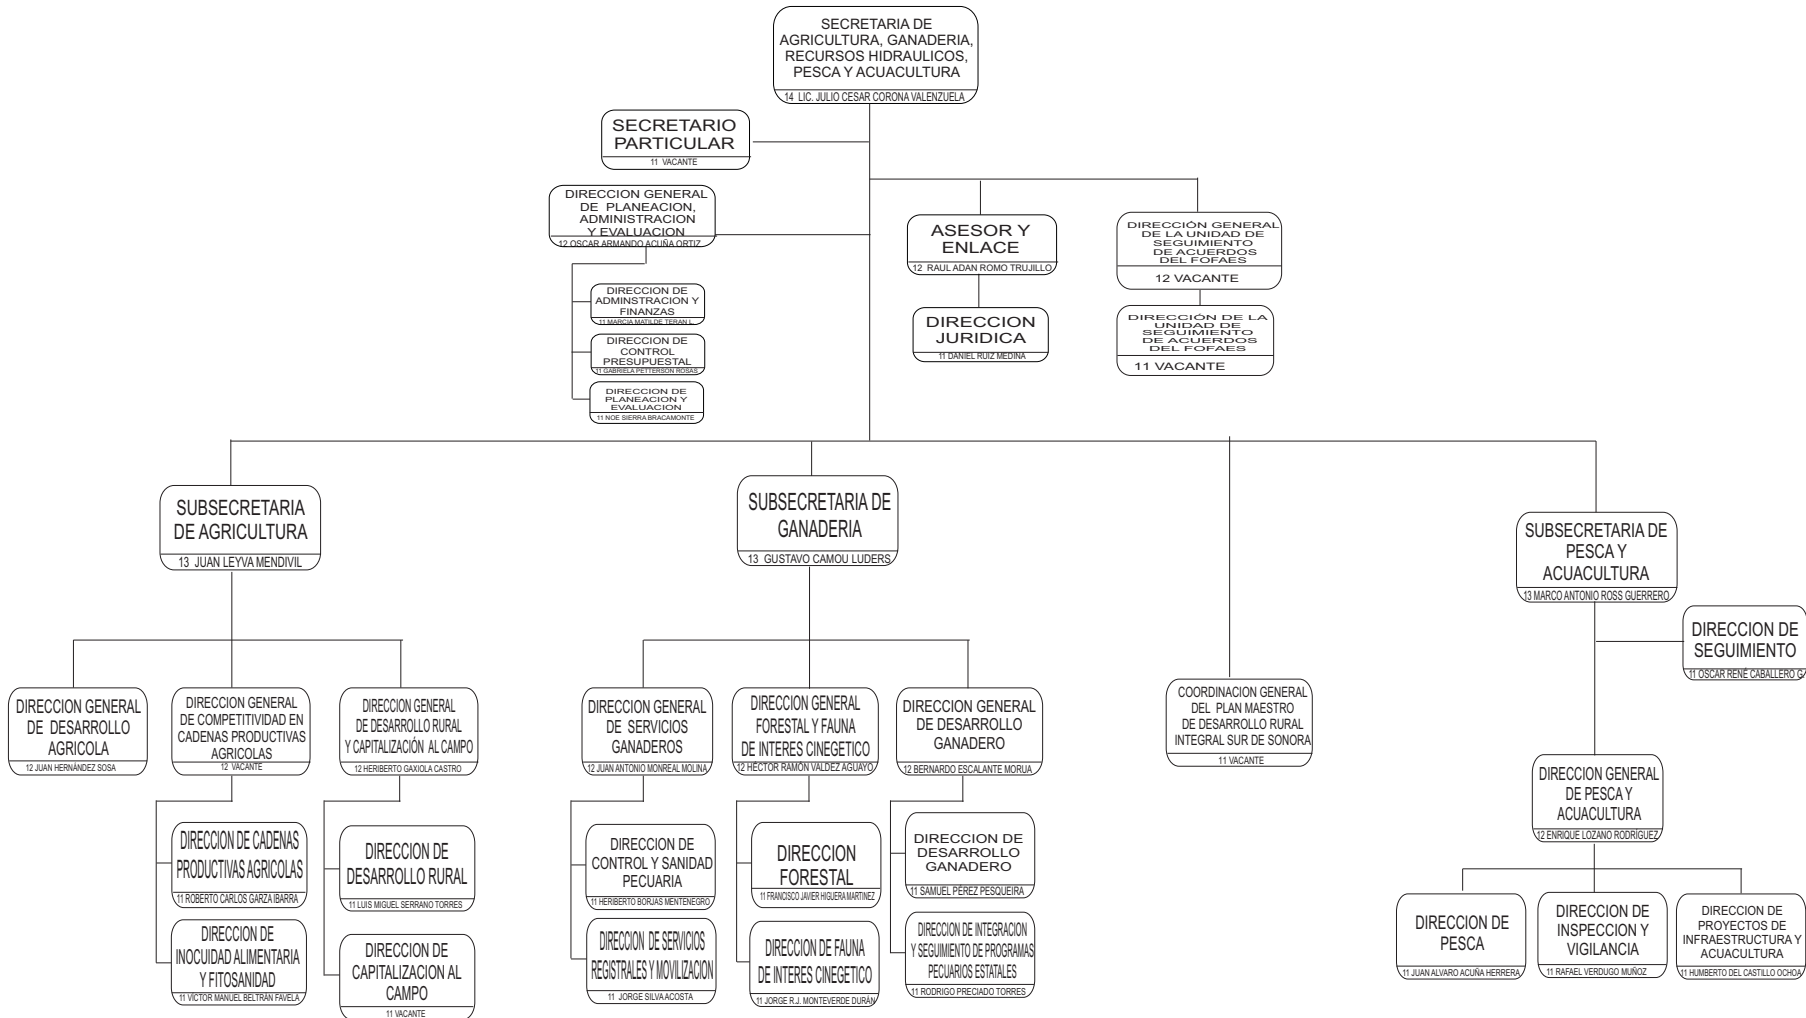 SECRETARIA DE
AGRICULTURA, GANADERIA,
RECURSOS HIDRAULICOS,
PESCA Y ACUACULTURA
14 LIC. JULIO CESAR CORONA VALENZUELA
SECRETARIO
PARTICULAR
11 VACANTE
DIRECCION GENERAL
DE PLANEACION,
ADMINISTRACION
Y EVALUACION
12 OSCAR ARMANDO ACUÑA ORTIZ
DIRECCION DE
ADMINSTRACION Y
FINANZAS
11 MARCIA MATILDE TERAN L.
DIRECCION DE
CONTROL
PRESUPUESTAL
11 GABRIELA PETTERSON ROSAS
DIRECCION DE
PLANEACION Y
EVALUACION
11 NOE SIERRA BRACAMONTE
ASESOR Y
ENLACE
12 RAUL ADAN ROMO TRUJILLO
DIRECCION
JURIDICA
11 DANIEL RUIZ MEDINA
DIRECCIÓN GENERAL
DE LA UNIDAD DE
SEGUIMIENTO
DE ACUERDOS
DEL FOFAES
12 VACANTE
DIRECCIÓN DE LA
UNIDAD DE
SEGUIMIENTO
DE ACUERDOS
DEL FOFAES
11 VACANTE
SUBSECRETARIA
DE AGRICULTURA
13 JUAN LEYVA MENDIVIL
SUBSECRETARIA DE
GANADERIA
13 GUSTAVO CAMOU LUDERS
SUBSECRETARIA DE
PESCA Y
ACUACULTURA
13 MARCO ANTONIO ROSS GUERRERO
DIRECCION DE
SEGUIMIENTO
11 OSCAR RENÉ CABALLERO G.
DIRECCION GENERAL
DE DESARROLLO
AGRICOLA
12 JUAN HERNÁNDEZ SOSA
DIRECCION GENERAL
DE COMPETITIVIDAD EN
CADENAS PRODUCTIVAS
AGRICOLAS
12 VACANTE
DIRECCION GENERAL
DE DESARROLLO RURAL
Y CAPITALIZACIÓN AL CAMPO
12 HERIBERTO GAXIOLA CASTRO
DIRECCION GENERAL
DE SERVICIOS
GANADEROS
12 JUAN ANTONIO MONREAL MOLINA
DIRECCION GENERAL
FORESTAL Y FAUNA
DE INTERES CINEGETICO
12 HECTOR RAMÓN VALDEZ AGUAYO
DIRECCION GENERAL
DE DESARROLLO
GANADERO
12 BERNARDO ESCALANTE MORUA
COORDINACION GENERAL
DEL PLAN MAESTRO
DE DESARROLLO RURAL
INTEGRAL SUR DE SONORA
11 VACANTE
DIRECCION GENERAL
DE PESCA Y
ACUACULTURA
12 ENRIQUE LOZANO RODRÍGUEZ
DIRECCION DE CADENAS
PRODUCTIVAS AGRICOLAS
11 ROBERTO CARLOS GARZA IBARRA
DIRECCION DE
INOCUIDAD ALIMENTARIA
Y FITOSANIDAD
11 VÍCTOR MANUEL BELTRÁN FAVELA
DIRECCION DE
DESARROLLO RURAL
11 LUIS MIGUEL SERRANO TORRES
DIRECCION DE
CAPITALIZACION AL
CAMPO
11 VACANTE
DIRECCION DE
CONTROL Y SANIDAD
PECUARIA
11 HERIBERTO BORJAS MENTENEGRO
DIRECCION DE SERVICIOS
REGISTRALES Y MOVILIZACION
11 JORGE SILVA ACOSTA
DIRECCION
FORESTAL
11 FRANCISCO JAVIER HIGUERA MARTINEZ
DIRECCION DE FAUNA
DE INTERES CINEGETICO
11 JORGE R.J. MONTEVERDE DURÁN
DIRECCION DE
DESARROLLO
GANADERO
11 SAMUEL PÉREZ PESQUEIRA
DIRECCION DE INTEGRACION
Y SEGUIMIENTO DE PROGRAMAS
PECUARIOS ESTATALES
11 RODRIGO PRECIADO TORRES
DIRECCION DE
PESCA
11 JUAN ALVARO ACUÑA HERRERA
DIRECCION DE
INSPECCION Y
VIGILANCIA
11 RAFAEL VERDUGO MUÑOZ
DIRECCION DE
PROYECTOS DE
INFRAESTRUCTURA Y
ACUACULTURA
11 HUMBERTO DEL CASTILLO OCHOA